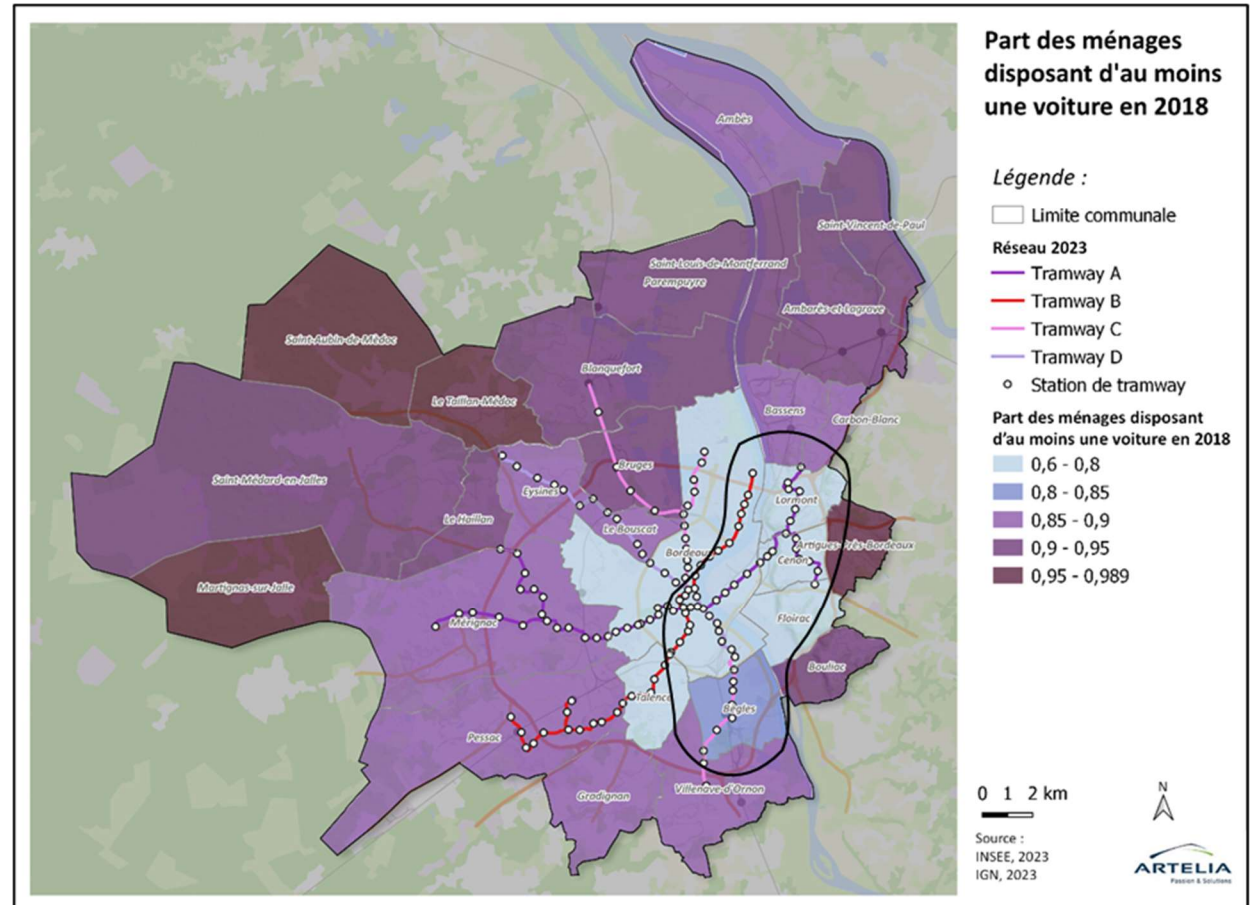 Part des ménages
disposant d'au moins
une voiture en 2018
Légende :
Limite communale
Réseau 2023
Tramway A
Tramway B
Tramway C
Tramway D
Station de tramway
Part des ménages disposant
d'au moins une voiture en 2018
0,6 - 0,8
0,8 - 0,85
0,85 - 0,9
0,9 - 0,95
0,95 - 0,989
0 1 2 km
N
Source :
INSEE, 2023
IGN, 2023
ARTELIA
Passion & Solutions
Ambès
Saint-Vincent-de-Paul
Saint-Louis-de-Montferrand
Parempuyre
Ambarès-et-Lagrave
Saint-Aubin-de-Médoc
Blanquefort
Le Taillan-Médoc
Bassens
Carbon-Blanc
Bruges
Saint-Médard-en-Jalles
Eysines
Lormont
Le Haillan
Le Bouscat
Artigues-Près-Bordeaux
Bordeaux
Cenon
Martignas-sur-Jalle
Mérignac
Floirac
Bouliac
Talence
Bègles
Pessac
Gradignan
Villenave-d'Ornon